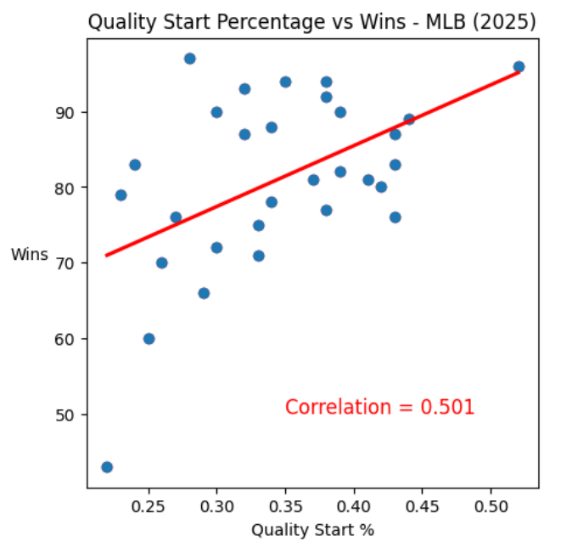 Quality Start Percentage vs Wins - MLB (2025)
90
80
Wins
70
60
50
Correlation = 0.501
0.25 0.30 0.35 0.40 0.45 0.50
Quality Start %